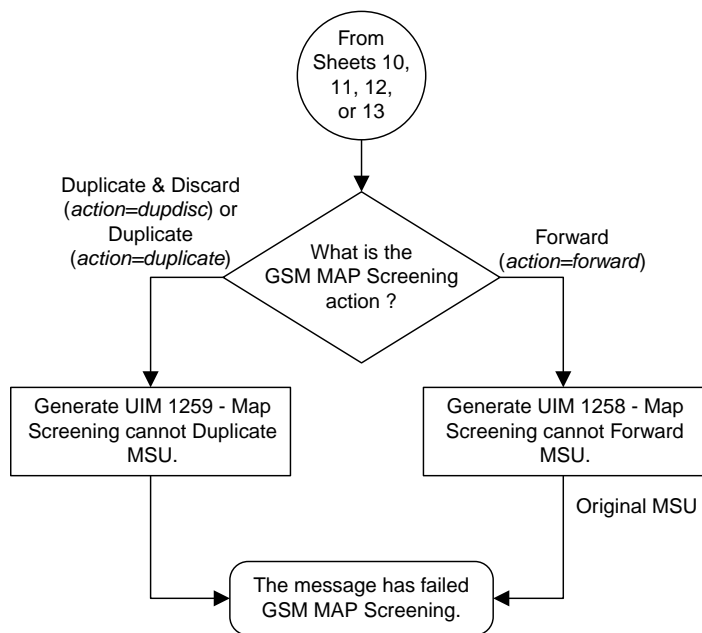 From
Sheets 10,
11, 12,
or 13
Duplicate & Discard
(action=dupdisc) or
Duplicate
(action=duplicate)
What is the
GSM MAP Screening
action ?
Forward
(action=forward)
Generate UIM 1259 - Map
Screening cannot Duplicate
MSU.
Generate UIM 1258 - Map
Screening cannot Forward
MSU.
Original MSU
The message has failed
GSM MAP Screening.